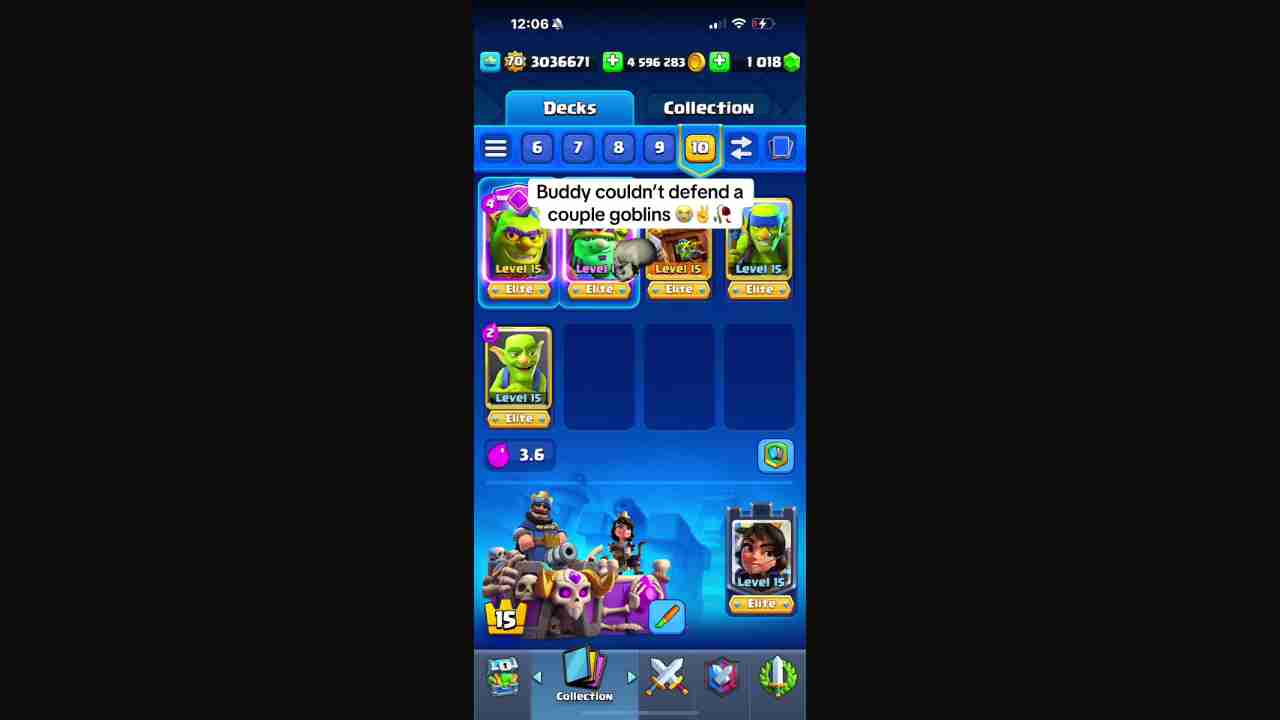 12:06
70 3036671 4 596 283 1 018
Decks Collection
6 7 8 9 10
Buddy couldn't defend a
couple goblins 😭✌️🥀
4
Level 15 Level 1 Level 15 Level 15
Elite Elite Elite Elite
2
Level 15
Elite
3.6
Level 15
Elite
15
Collection